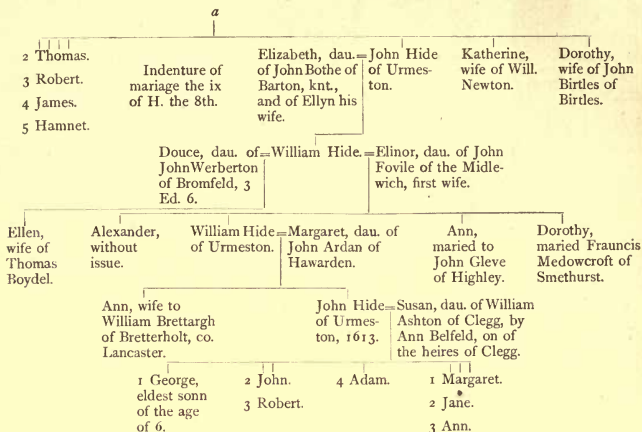 a
2 Thomas.
3 Robert.
4 James.
5 Hamnet.
Indenture of
mariage the ix
of H. the 8th.
Elizabeth, dau.
of John Bothe of
Barton, knt.,
and of Ellyn his
wife.
= John Hide
of Urmes-
ton.
Katherine,
wife of Will.
Newton.
Dorothy,
wife of John
Birtles of
Birtles.
Douce, dau. of
John Werberton
of Bromfeld, 3
Ed. 6.
= William Hide. =
Elinor, dau. of John
Fovile of the Midle-
wich, first wife.
Ellen,
wife of
Thomas
Boydel.
Alexander,
without
issue.
William Hide
of Urmeston.
= Margaret, dau. of
John Ardan of
Hawarden.
Ann,
maried to
John Gleve
of Highley.
Dorothy,
maried Frauncis
Medowcroft of
Smethurst.
Ann, wife to
William Brettargh
of Bretterholt, co.
Lancaster.
John Hide
of Urmes-
ton, 1613.
= Susan, dau. of William
Ashton of Clegg, by
Ann Belfeld, on of
the heires of Clegg.
1 George,
eldest sonn
of the age
of 6.
2 John.
3 Robert.
4 Adam.
1 Margaret.
2 Jane.
3 Ann.